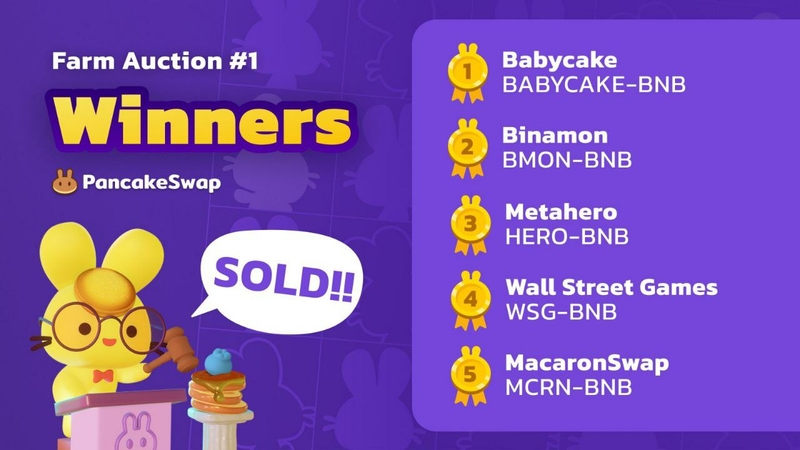 Farm Auction #1
Winners
PancakeSwap
SOLD!!
1
Babycake
BABYCAKE-BNB
2
Binamon
BMON-BNB
3
Metahero
HERO-BNB
4
Wall Street Games
WSG-BNB
5
MacaronSwap
MCRN-BNB